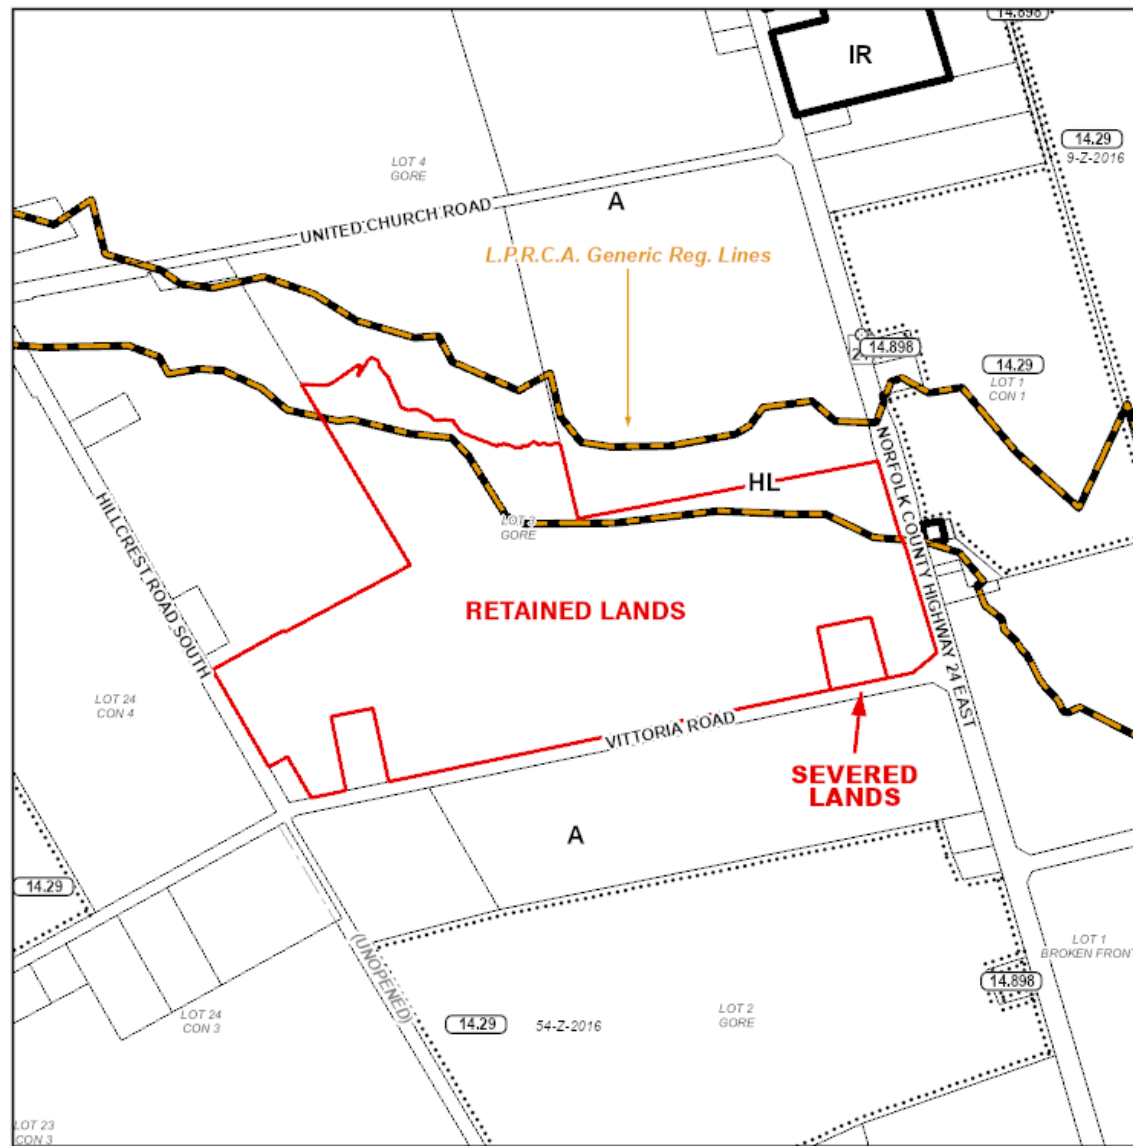 14.898
IR
14.29
9-Z-2016
LOT 4
GORE
A
UNITED CHURCH ROAD
L.P.R.C.A. Generic Reg. Lines
14.898
14.29
LOT 1
CON 1
NORFOLK COUNTY HIGHWAY 24 EAST
HL
HILLCREST ROAD SOUTH
GORE
RETAINED LANDS
LOT 24
CON 4
VITTORIA ROAD
SEVERED
LANDS
A
14.29
(UNOPENED)
LOT 1
BROKEN FRONT
14.898
LOT 24
CON 3
14.29
54-Z-2016
LOT 2
GORE
LOT 23
CON 3